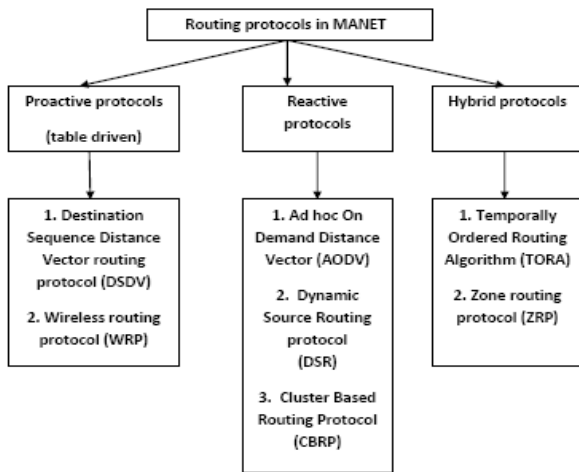 Routing protocols in MANET
Proactive protocols
(table driven)
Reactive
protocols
Hybrid protocols
1. Destination
Sequence Distance
Vector routing
protocol (DSDV)
2. Wireless routing
protocol (WRP)
1. Ad hoc On
Demand Distance
Vector (AODV)
2. Dynamic
Source Routing
protocol
(DSR)
3. Cluster Based
Routing Protocol
(CBRP)
1. Temporally
Ordered Routing
Algorithm (TORA)
2. Zone routing
protocol (ZRP)